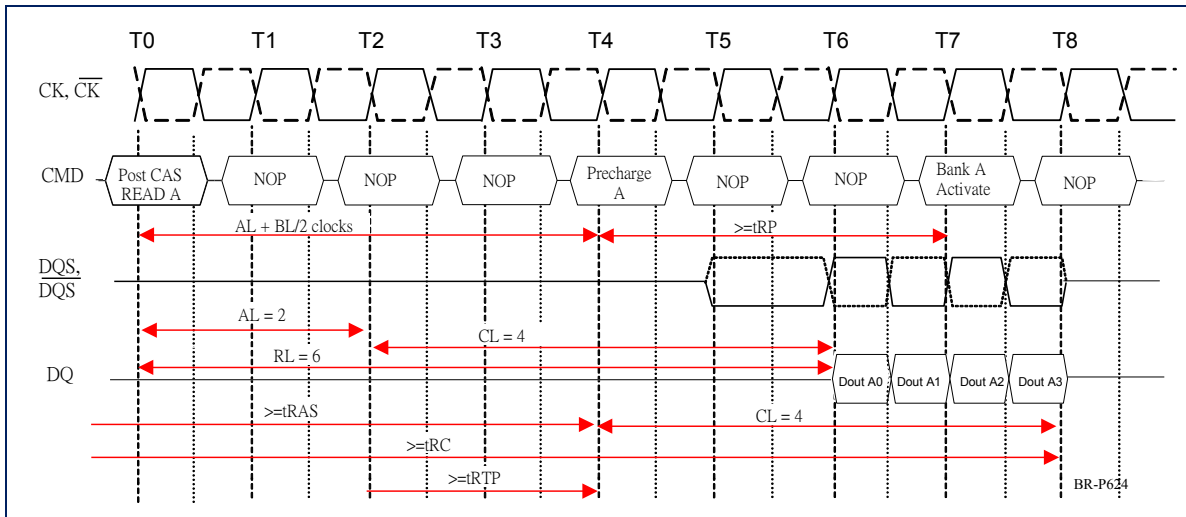 T0 T1 T2 T3 T4 T5 T6 T7 T8
CK, CK
CMD
Post CAS
READ A
NOP
NOP
NOP
Precharge
A
NOP
NOP
Bank A
Activate
NOP
AL + BL/2 clocks
>=tRP
DQS,
DQS
AL = 2
CL = 4
RL = 6
DQ
Dout A0
Dout A1
Dout A2
Dout A3
>=tRAS
CL = 4
>=tRC
>=tRTP
BR-P624